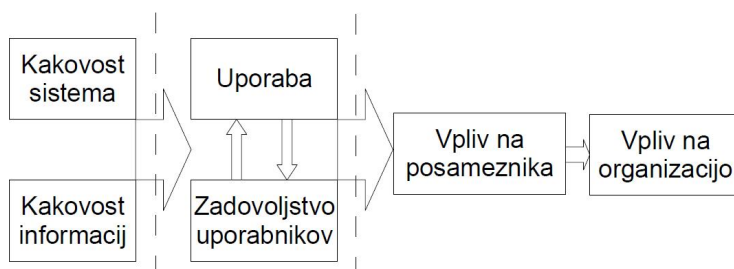 Kakovost
sistema
Kakovost
informacij
Uporaba
Zadovoljstvo
uporabnikov
Vpliv na
posameznika
Vpliv na
organizacijo